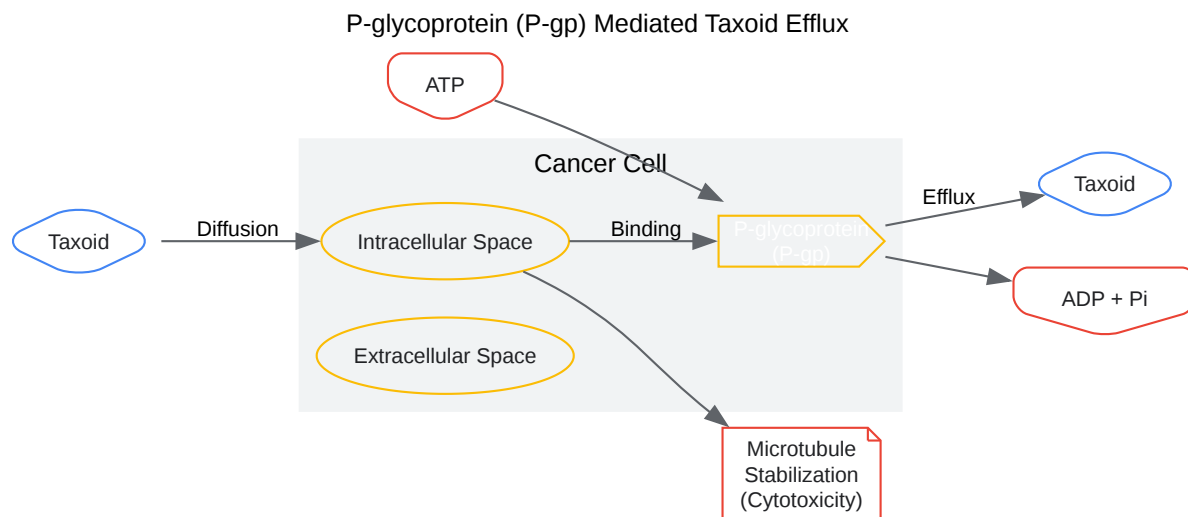 P-glycoprotein (P-gp) Mediated Taxoid Efflux
ATP
Cancer Cell
Taxoid
Diffusion
Intracellular Space
Binding
P-glycoprotein
(P-gp)
Efflux
Taxoid
ADP + Pi
Extracellular Space
Microtubule
Stabilization
(Cytotoxicity)